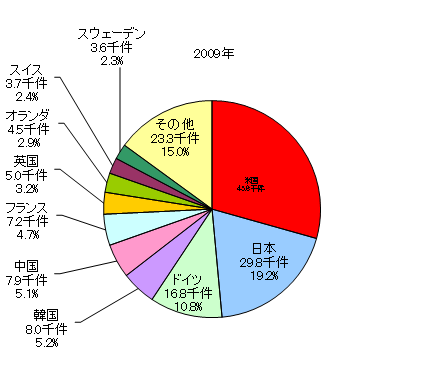 2009年
米国
日本
29.8千件
19.2%
ドイツ
16.8千件
10.8%
韓国
8.0千件
5.2%
中国
7.9千件
5.1%
フランス
7.2千件
4.7%
英国
5.0千件
3.2%
オランダ
4.5千件
2.9%
スイス
3.7千件
2.4%
スウェーデン
3.6千件
2.3%
その他
23.3千件
15.0%